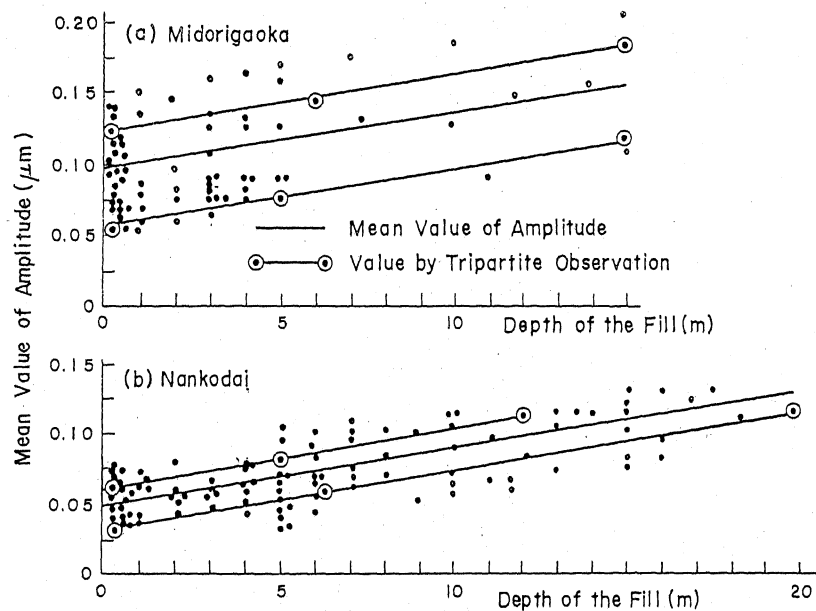 Mean Value of Amplitude (μm)
0.20
(a) Midorigaoka
0.15
0.10
Mean Value of Amplitude
0.05
Value by Tripartite Observation
0
0
5
10
Depth of the Fill (m)
0.15
(b) Nankodai
0.10
0.05
0
0
5
10
15
20
Depth of the Fill (m)